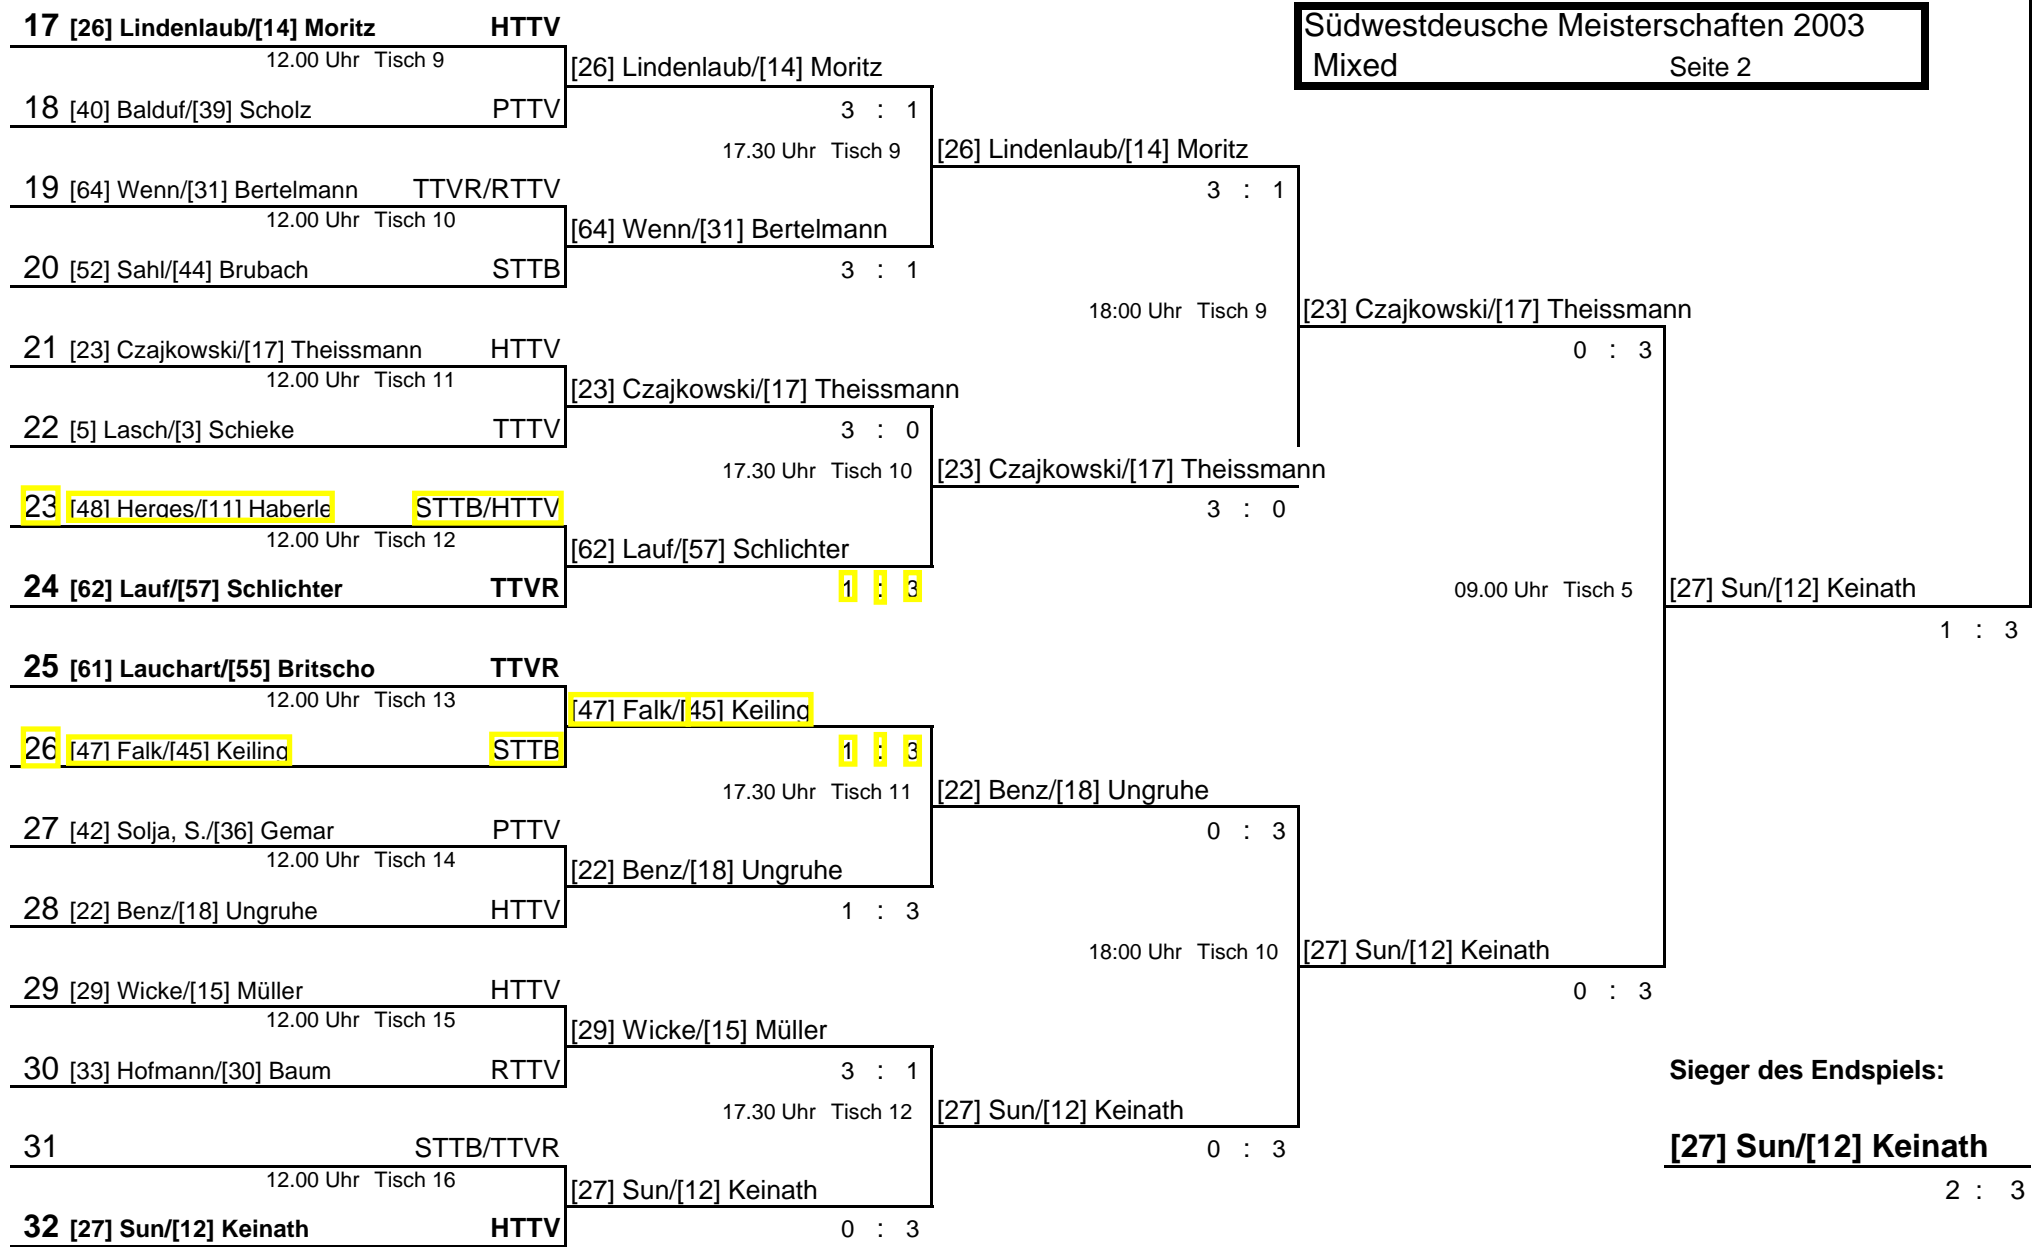 17 [26] Lindenlaub/[14] Moritz HTTV
Südwestdeusche Meisterschaften 2003
12.00 Uhr Tisch 9
[26] Lindenlaub/[14] Moritz
Mixed Seite 2
18 [40] Balduf/[39] Scholz PTTV
3 : 1
17.30 Uhr Tisch 9
[26] Lindenlaub/[14] Moritz
19 [64] Wenn/[31] Bertelmann TTVR/RTTV
3 : 1
12.00 Uhr Tisch 10
[64] Wenn/[31] Bertelmann
20 [52] Sahl/[44] Brubach STTB
3 : 1
18:00 Uhr Tisch 9
[23] Czajkowski/[17] Theissmann
21 [23] Czajkowski/[17] Theissmann HTTV
0 : 3
12.00 Uhr Tisch 11
[23] Czajkowski/[17] Theissmann
22 [5] Lasch/[3] Schieke TTTV
3 : 0
17.30 Uhr Tisch 10
[23] Czajkowski/[17] Theissmann
23 [48] Herges/[11] Haberle STTB/HTTV
3 : 0
12.00 Uhr Tisch 12
[62] Lauf/[57] Schlichter
24 [62] Lauf/[57] Schlichter TTVR
1 : 3
09.00 Uhr Tisch 5
[27] Sun/[12] Keinath
1 : 3
25 [61] Lauchart/[55] Britscho TTVR
12.00 Uhr Tisch 13
[47] Falk/[45] Keiling
26 [47] Falk/[45] Keiling STTB
1 : 3
17.30 Uhr Tisch 11
[22] Benz/[18] Ungruhe
27 [42] Solja, S./[36] Gemar PTTV
0 : 3
12.00 Uhr Tisch 14
[22] Benz/[18] Ungruhe
28 [22] Benz/[18] Ungruhe HTTV
1 : 3
18:00 Uhr Tisch 10
[27] Sun/[12] Keinath
29 [29] Wicke/[15] Müller HTTV
0 : 3
12.00 Uhr Tisch 15
[29] Wicke/[15] Müller
30 [33] Hofmann/[30] Baum RTTV
3 : 1
Sieger des Endspiels:
17.30 Uhr Tisch 12
[27] Sun/[12] Keinath
31 STTB/TTVR
0 : 3
[27] Sun/[12] Keinath
12.00 Uhr Tisch 16
[27] Sun/[12] Keinath
2 : 3
32 [27] Sun/[12] Keinath HTTV
0 : 3